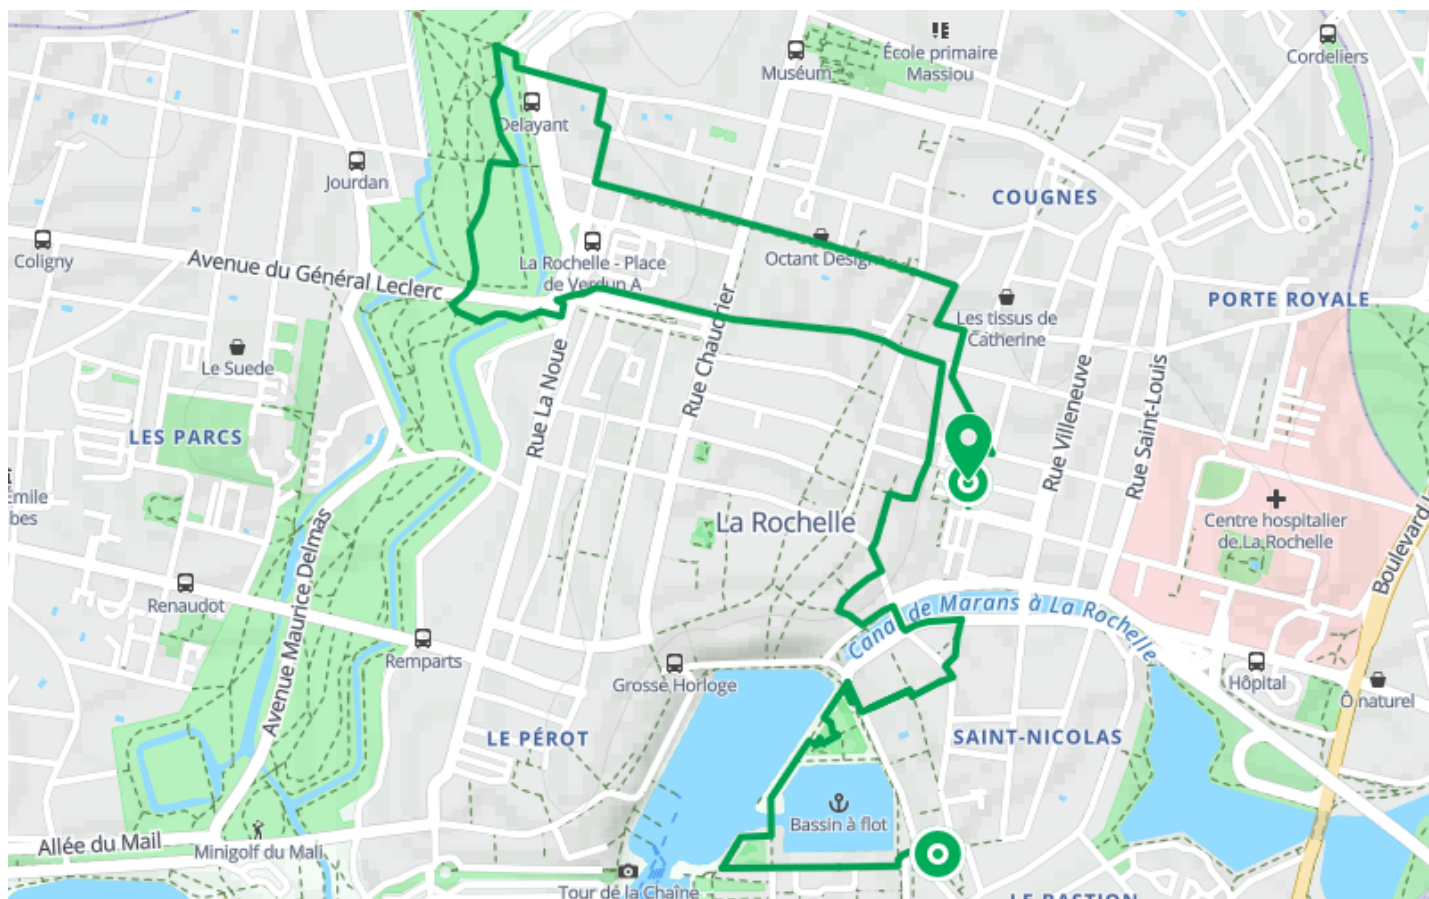 École primaire
Massiou
Cordeliers
Muséum
Delayant
Jourdan
COUGNES
Coligny
Avenue du Général Leclerc
La Rochelle - Place
de Verdun A
Octant Design
PORTE ROYALE
Les tissus de
Catherine
Le Suede
Rue Chaudrier
Rue La Noue
Rue Villeneuve
Rue Saint-Louis
LES PARCS
Emile
bes
La Rochelle
Centre hospitalier
de La Rochelle
Boulevard
Avenue Maurice Delmas
Renaudot
Canal de Marans à La Rochelle
Remparts
Grosse Horloge
Hôpital
Ô naturel
LE PÉROT
SAINT-NICOLAS
Bassin à flot
Allée du Mail
Minigolf du Mali
Tour de la Chaîne
LE BASTION